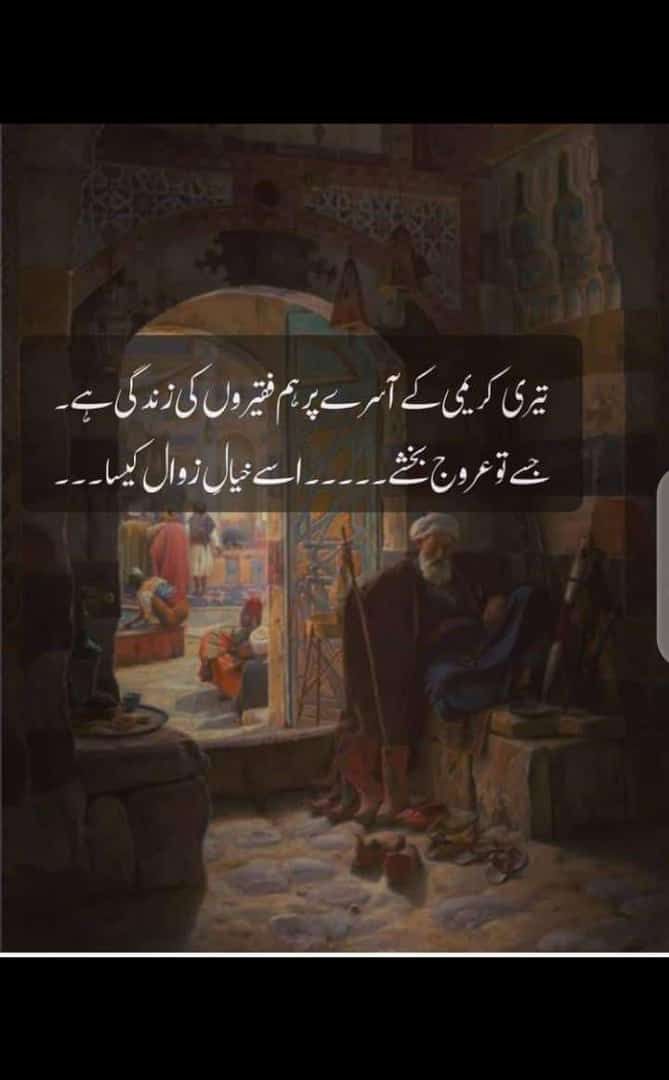 تیری کریمی کے آسرے پر ہم فقیروں کی زندگی ہے۔
جسے تو عروج بخشے۔۔۔۔۔اسے خیالِ زوال کیسا۔۔۔